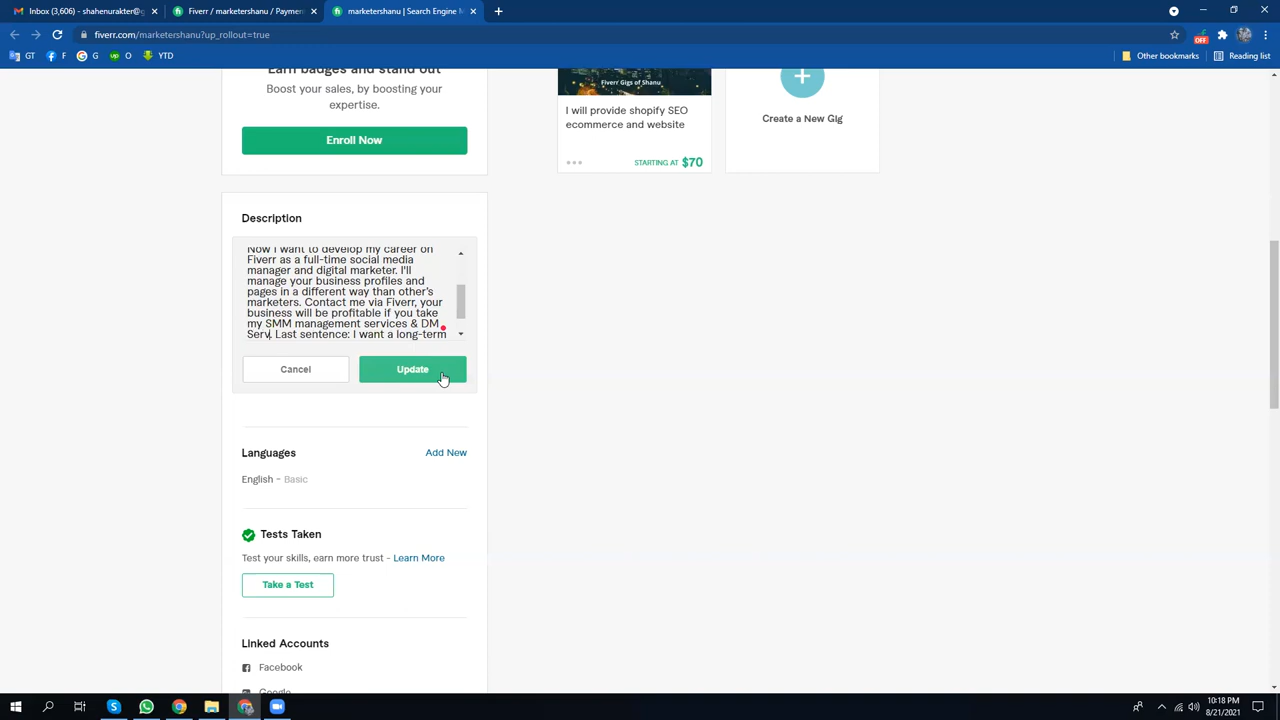 Inbox (3,606) - shahenurakter@g
Fiverr / marketershanu / Paymen
marketershanu | Search Engine M
fiverr.com/marketershanu?up_rollout=true
OFF
GT
F
G
O
YTD
Other bookmarks
Reading list
Earn badges and stand out
Boost your sales, by boosting your
expertise.
Enroll Now
Fiverr Gigs of Shanu
I will provide shopify SEO
ecommerce and website
STARTING AT $70
Create a New Gig
Description
Now I want to develop my career on
Fiverr as a full-time social media
manager and digital marketer. I'll
manage your business profiles and
pages in a different way than other's
marketers. Contact me via Fiverr, your
business will be profitable if you take
my SMM management services & DM
Serv. Last sentence: I want a long-term
Cancel
Update
Languages
Add New
English - Basic
Tests Taken
Test your skills, earn more trust - Learn More
Take a Test
Linked Accounts
Facebook
Google
10:18 PM
8/21/2021